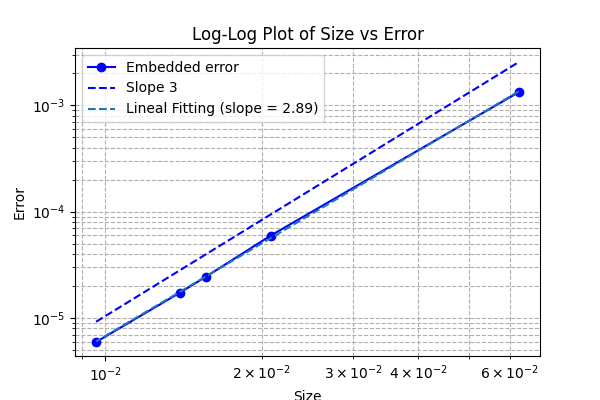 Log-Log Plot of Size vs Error
Embedded error
Slope 3
Lineal Fitting (slope = 2.89)
Error
10⁻³
10⁻⁴
10⁻⁵
10⁻²
2 × 10⁻²
3 × 10⁻²
4 × 10⁻²
6 × 10⁻²
Size